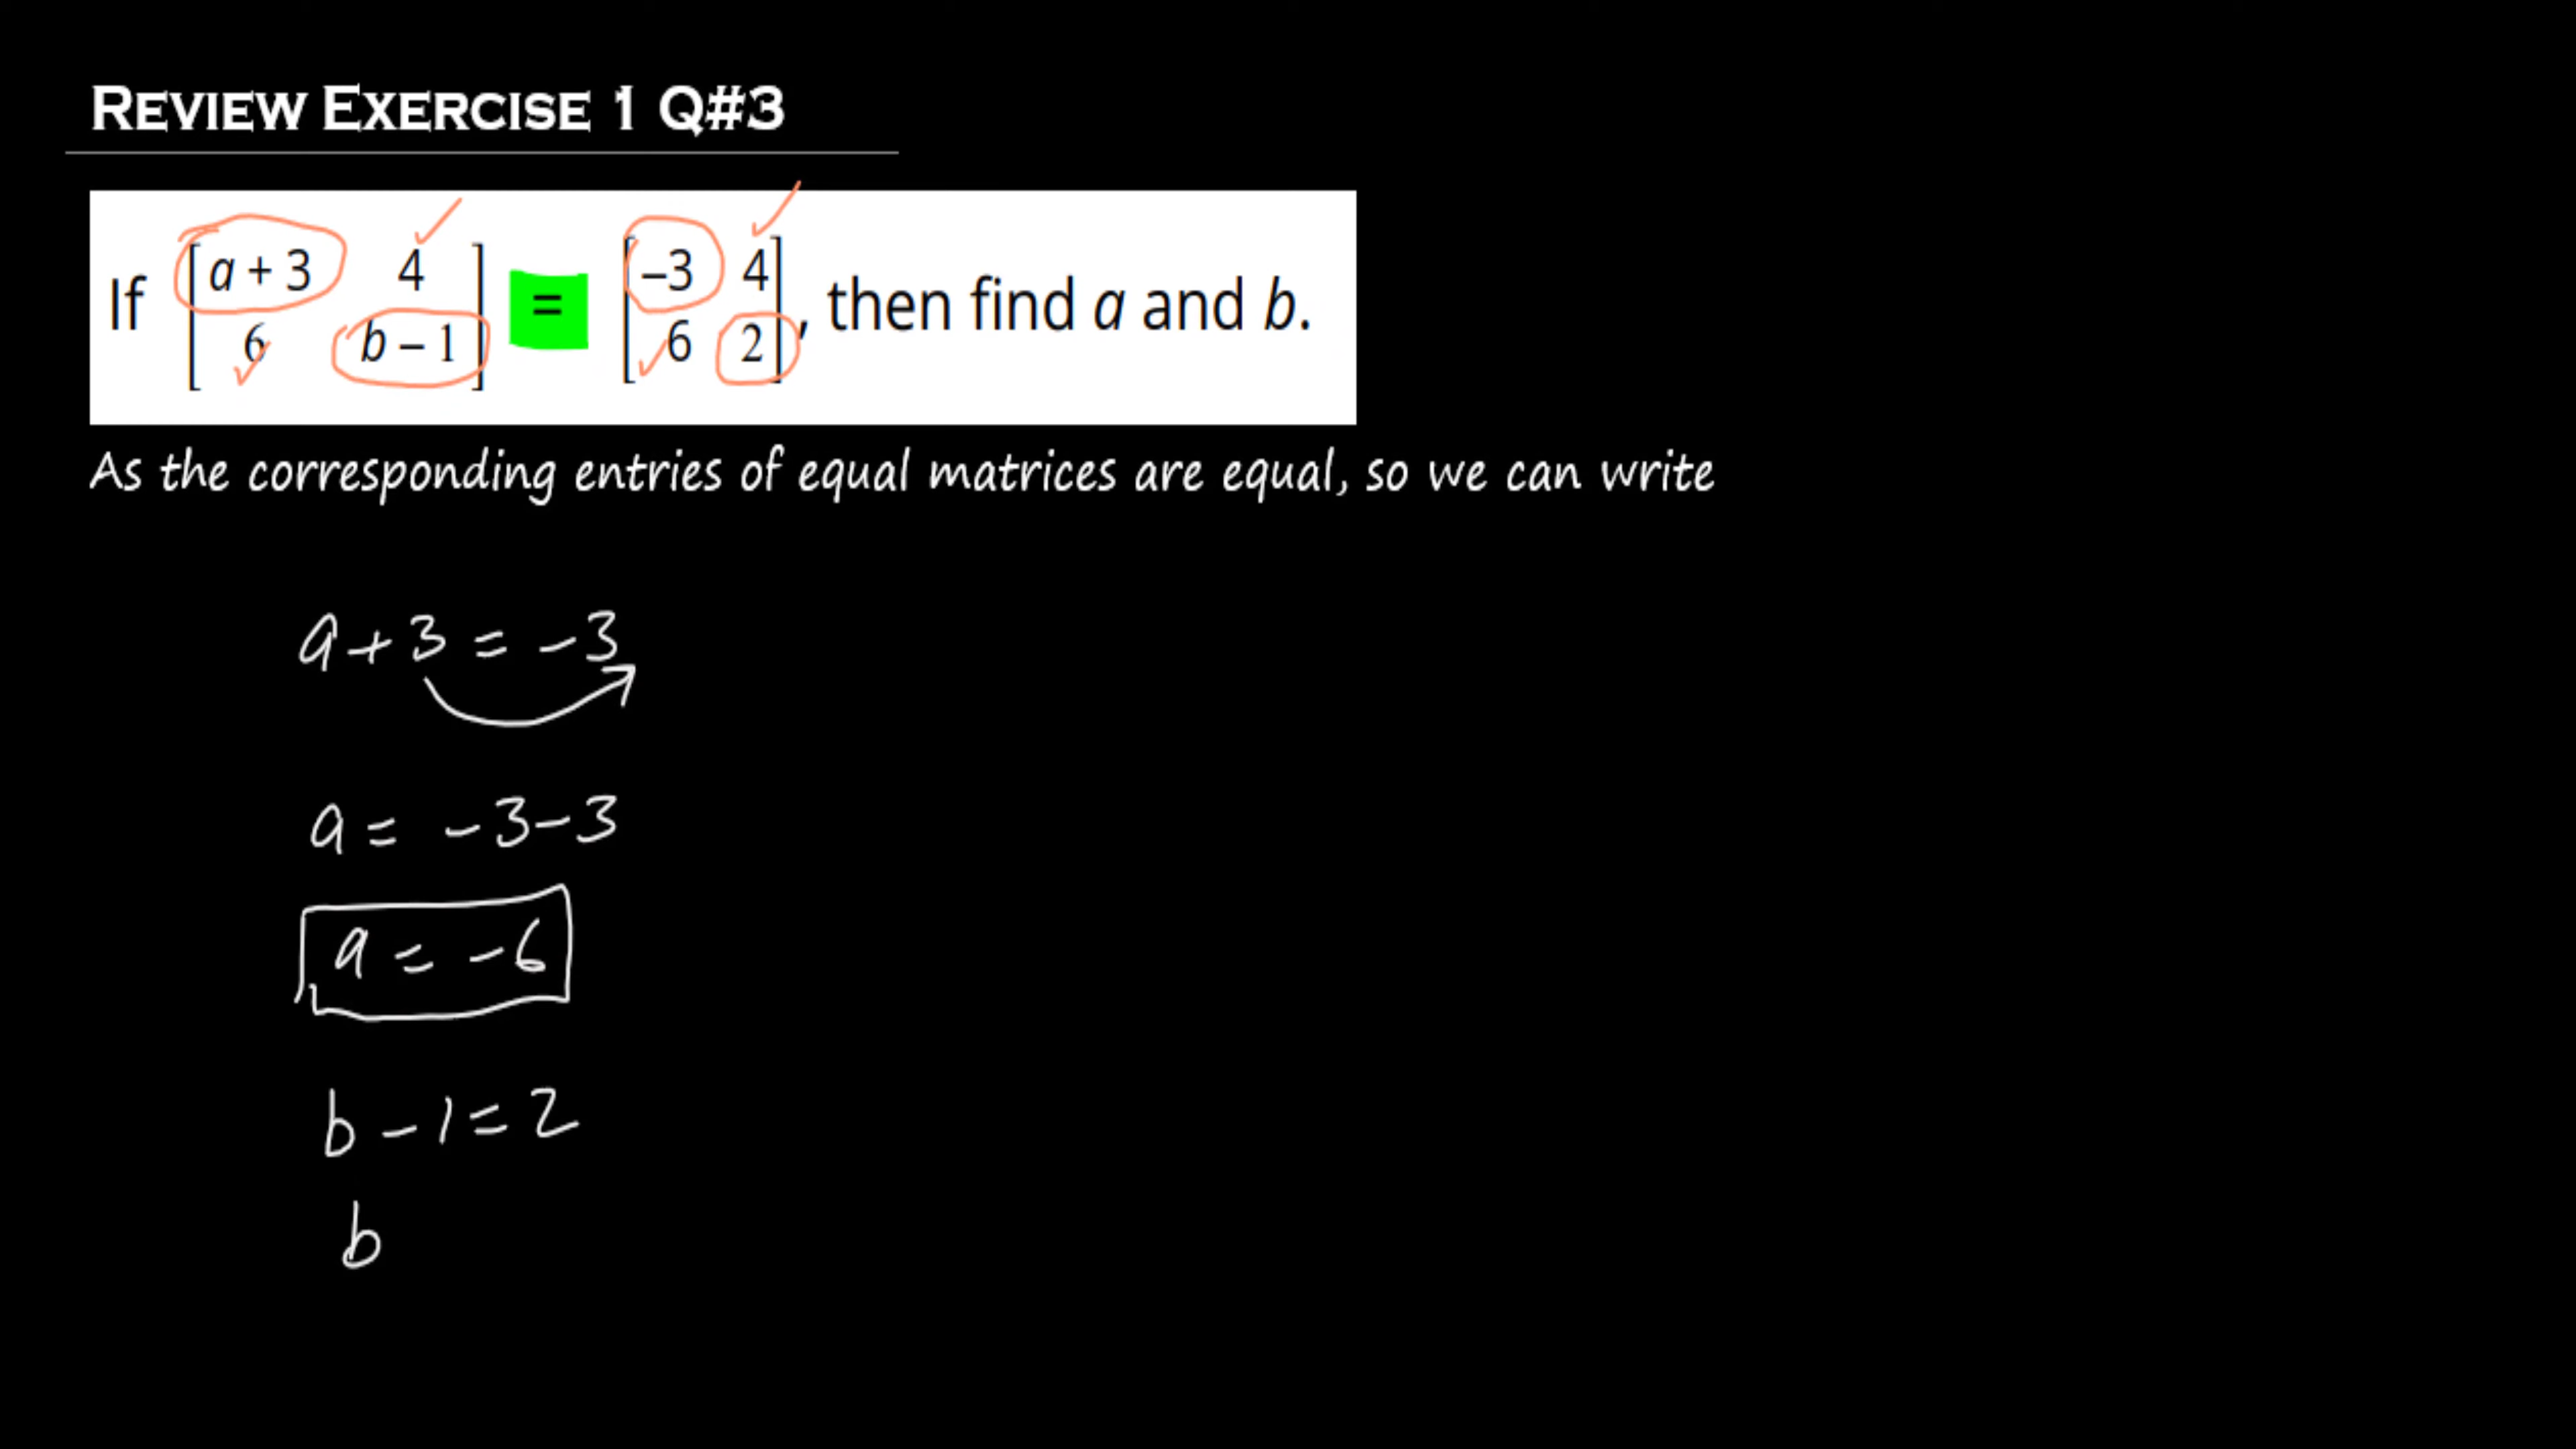 REVIEW EXERCISE 1 Q#3
If [a + 3 4 6 b – 1] = [–3 4 6 2], then find a and b.
As the corresponding entries of equal matrices are equal, so we can write
a + 3 = - 3
a = - 3 - 3
a = - 6
b - 1 = 2
b